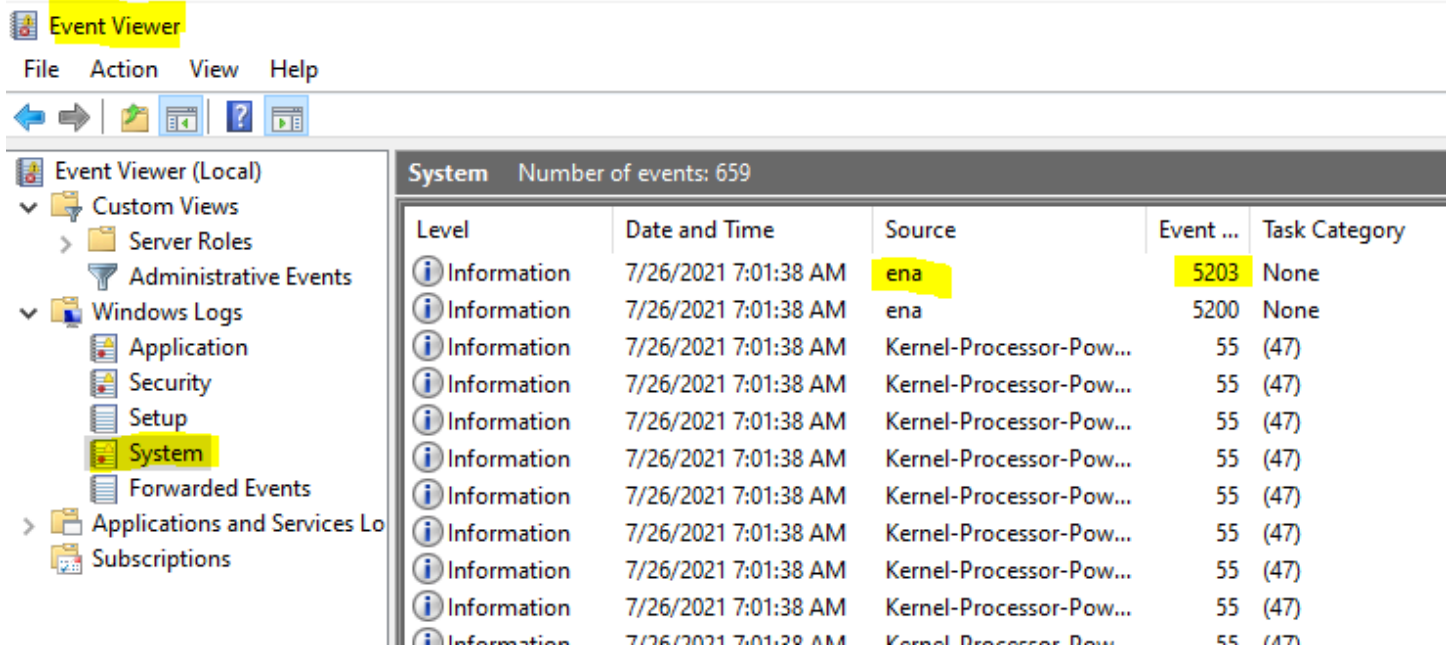 Event Viewer
File Action View Help
Event Viewer (Local)
Custom Views
Server Roles
Administrative Events
Windows Logs
Application
Security
Setup
System
Forwarded Events
Applications and Services Lo
Subscriptions
System Number of events: 659
Level Date and Time Source Event ... Task Category
Information 7/26/2021 7:01:38 AM ena 5203 None
Information 7/26/2021 7:01:38 AM ena 5200 None
Information 7/26/2021 7:01:38 AM Kernel-Processor-Pow... 55 (47)
Information 7/26/2021 7:01:38 AM Kernel-Processor-Pow... 55 (47)
Information 7/26/2021 7:01:38 AM Kernel-Processor-Pow... 55 (47)
Information 7/26/2021 7:01:38 AM Kernel-Processor-Pow... 55 (47)
Information 7/26/2021 7:01:38 AM Kernel-Processor-Pow... 55 (47)
Information 7/26/2021 7:01:38 AM Kernel-Processor-Pow... 55 (47)
Information 7/26/2021 7:01:38 AM Kernel-Processor-Pow... 55 (47)
Information 7/26/2021 7:01:38 AM Kernel-Processor-Pow... 55 (47)
Information 7/26/2021 7:01:38 AM Kernel-Processor-Pow... 55 (47)